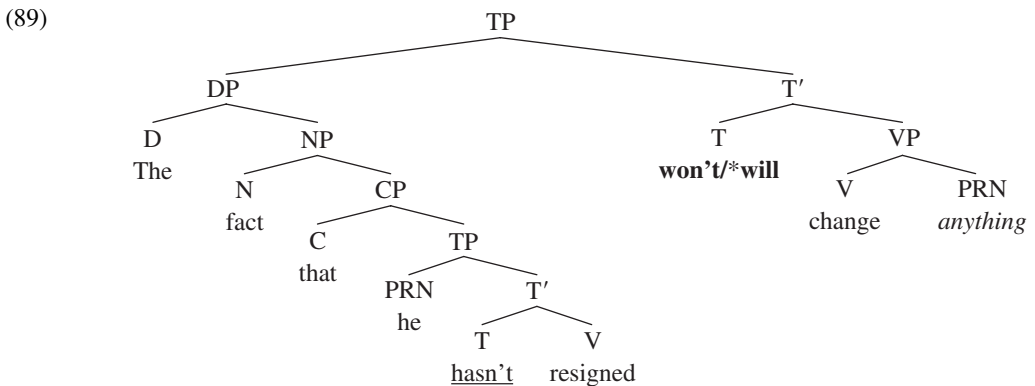 (89) TP
DP T′
D NP T VP
The won't/*will
N CP V PRN
fact change anything
C TP
that
PRN T′
he
T V
hasn't resigned